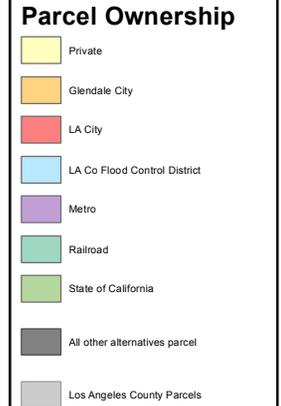 Parcel Ownership
Private
Glendale City
LA City
LA Co Flood Control District
Metro
Railroad
State of California
All other alternatives parcel
Los Angeles County Parcels